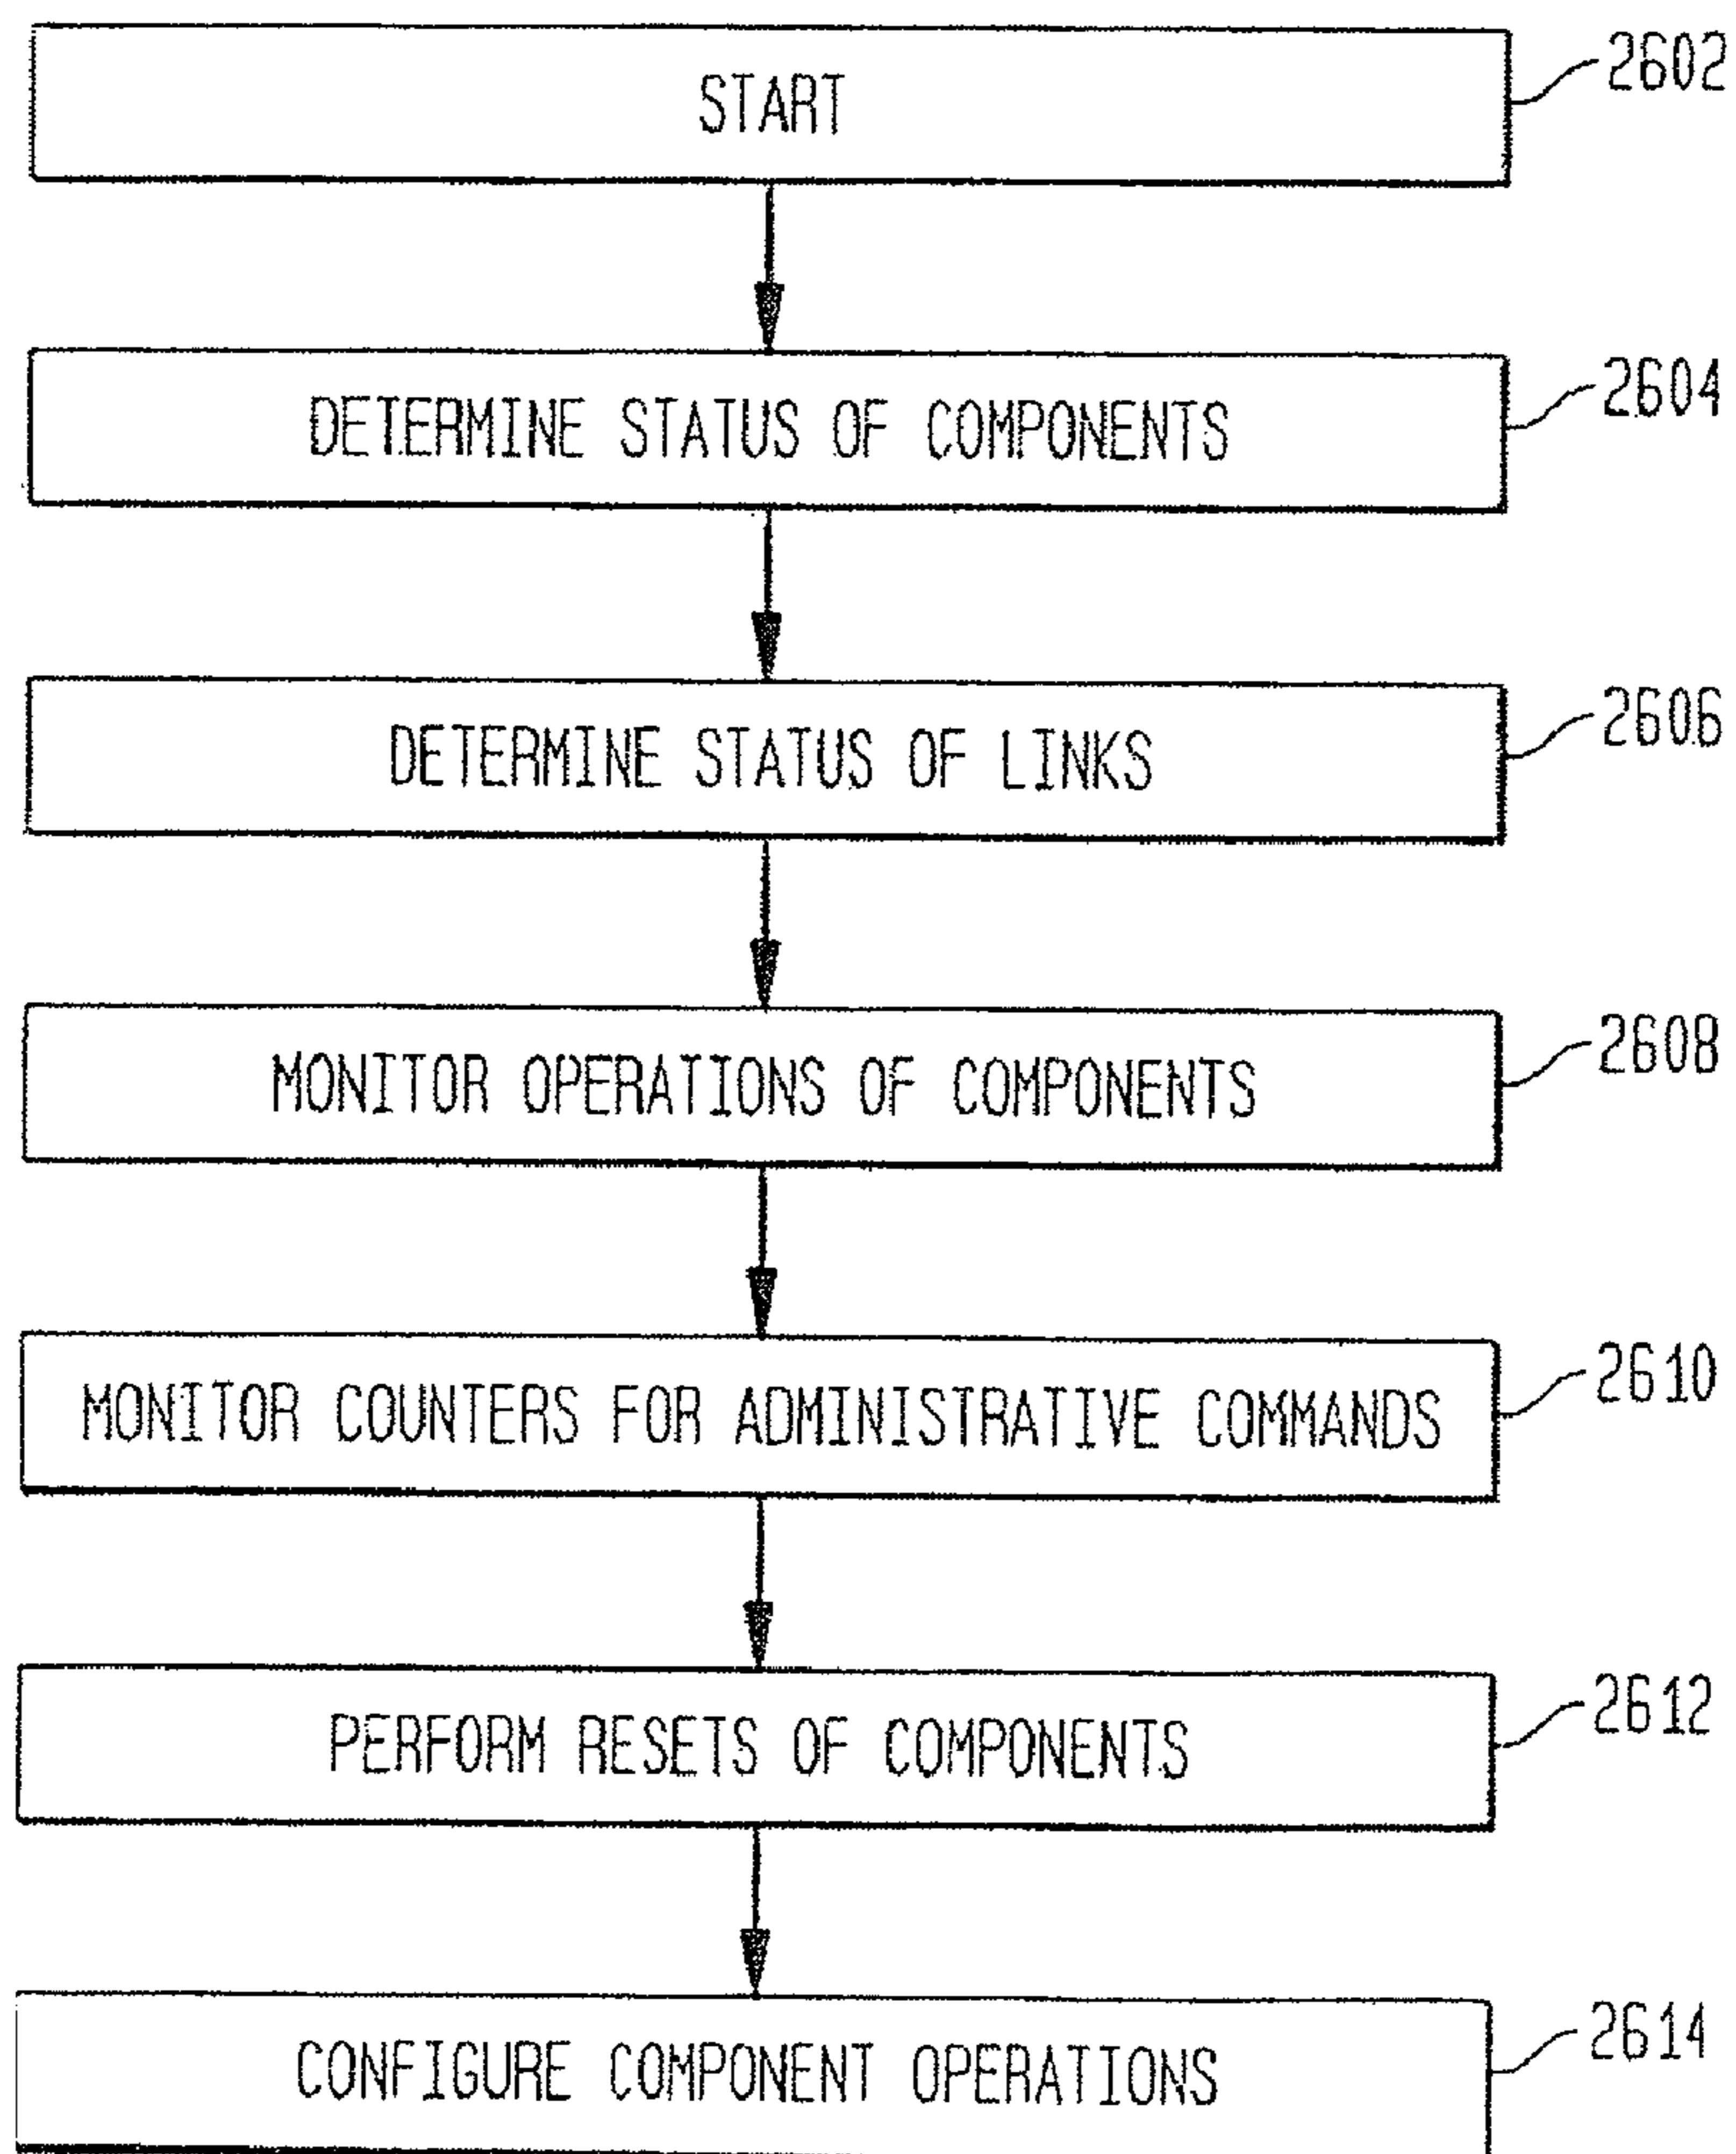 START
2602
DETERMINE STATUS OF COMPONENTS
2604
DETERMINE STATUS OF LINKS
2606
MONITOR OPERATIONS OF COMPONENTS
2608
MONITOR COUNTERS FOR ADMINISTRATIVE COMMANDS
2610
PERFORM RESETS OF COMPONENTS
2612
CONFIGURE COMPONENT OPERATIONS
2614